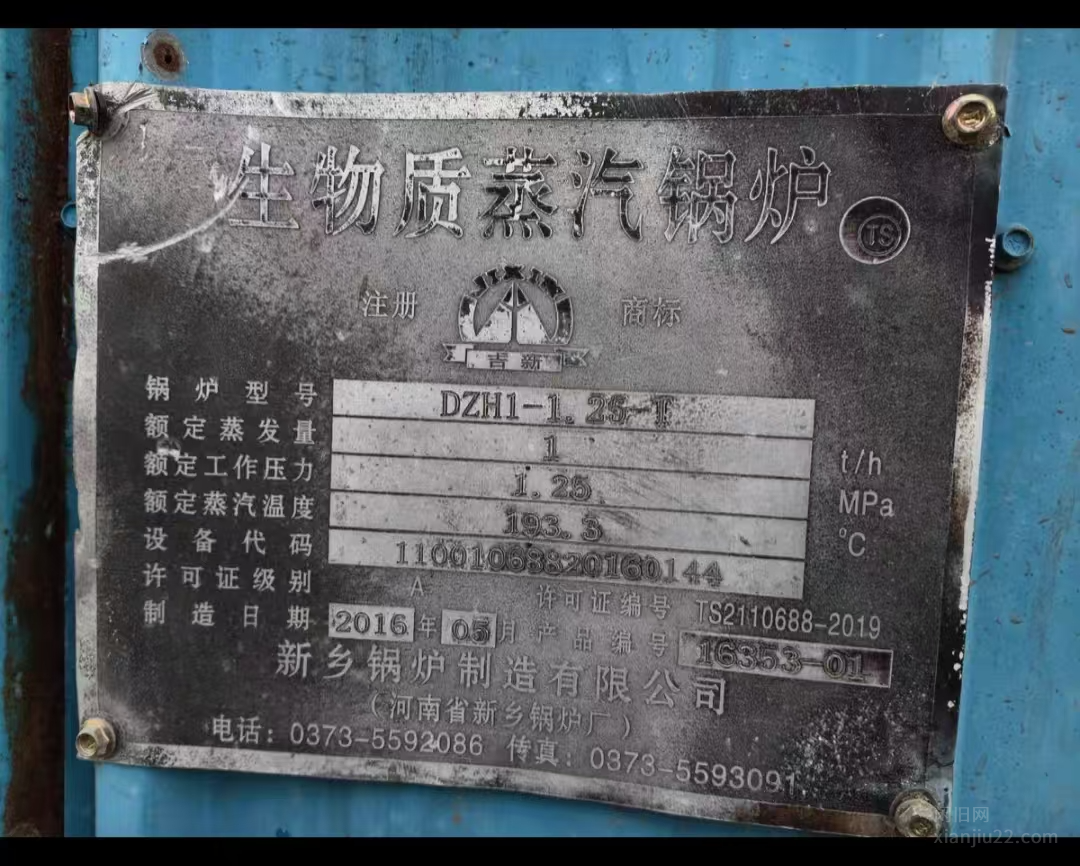 生物质蒸汽锅炉 TS
JIXIN
注册 商标
吉新
锅炉型号 DZH1-1.25-T
额定蒸发量 1 t/h
额定工作压力 1.25 MPa
额定蒸汽温度 193.3 °C
设备代码 11001068820160144
许可证级别 A 许可证编号 TS2110688-2019
制造日期 2016年 05月 产品编号 16353-01
新乡锅炉制造有限公司
(河南省新乡锅炉厂)
电话: 0373-5592086 传真: 0373-5593091
闲旧网
xianjiu22.com